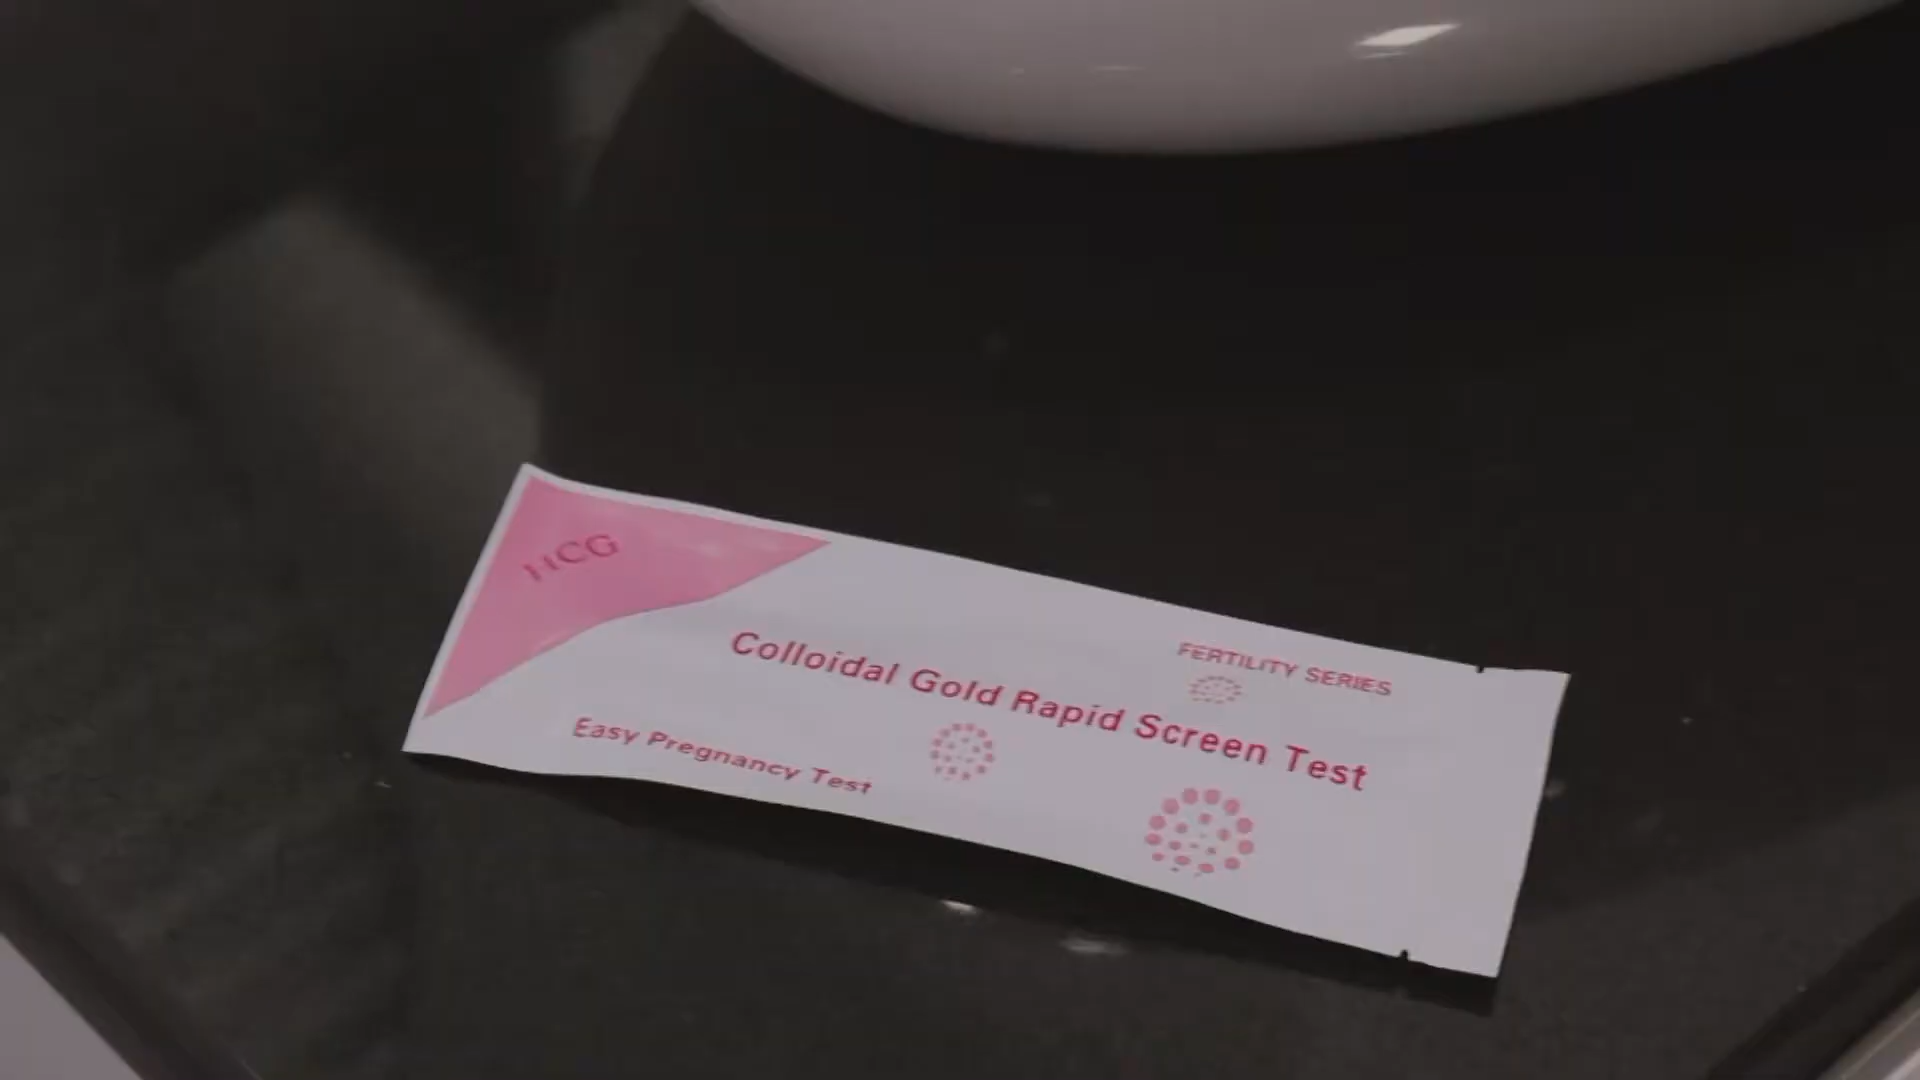 HCG
FERTILITY SERIES
Colloidal Gold Rapid Screen Test
Easy Pregnancy Test